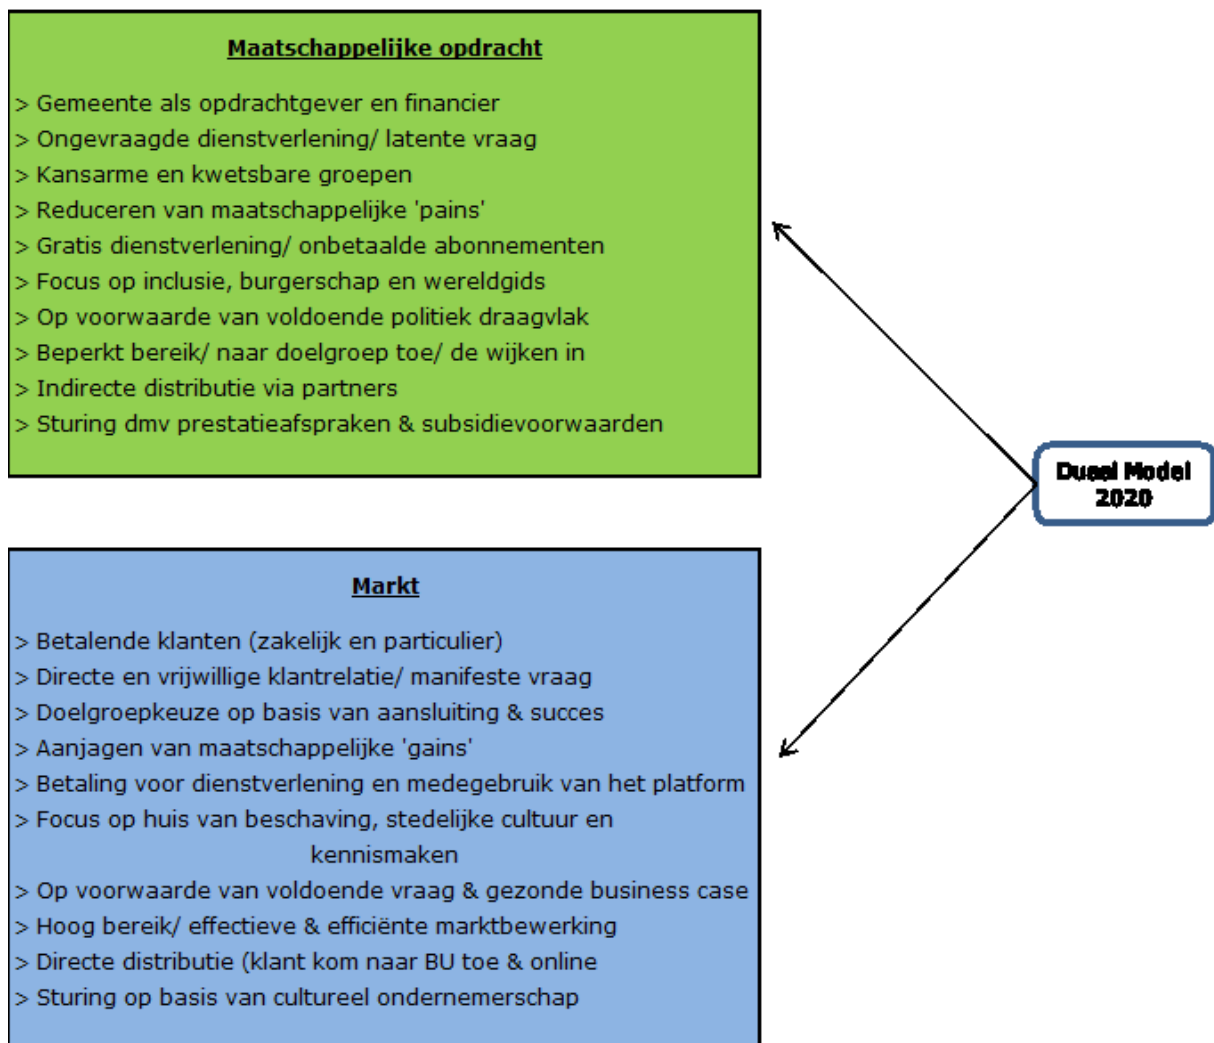 Maatschappelijke opdracht
> Gemeente als opdrachtgever en financier
> Ongevraagde dienstverlening/ latente vraag
> Kansarme en kwetsbare groepen
> Reduceren van maatschappelijke 'pains'
> Gratis dienstverlening/ onbetaalde abonnementen
> Focus op inclusie, burgerschap en wereldgids
> Op voorwaarde van voldoende politiek draagvlak
> Beperkt bereik/ naar doelgroep toe/ de wijken in
> Indirecte distributie via partners
> Sturing dmv prestatieafspraken & subsidievoorwaarden
Duaal Model
2020
Markt
> Betalende klanten (zakelijk en particulier)
> Directe en vrijwillige klantrelatie/ manifeste vraag
> Doelgroepkeuze op basis van aansluiting & succes
> Aanjagen van maatschappelijke 'gains'
> Betaling voor dienstverlening en medegebruik van het platform
> Focus op huis van beschaving, stedelijke cultuur en
kennismaken
> Op voorwaarde van voldoende vraag & gezonde business case
> Hoog bereik/ effectieve & efficiënte marktbewerking
> Directe distributie (klant kom naar BU toe & online
> Sturing op basis van cultureel ondernemerschap